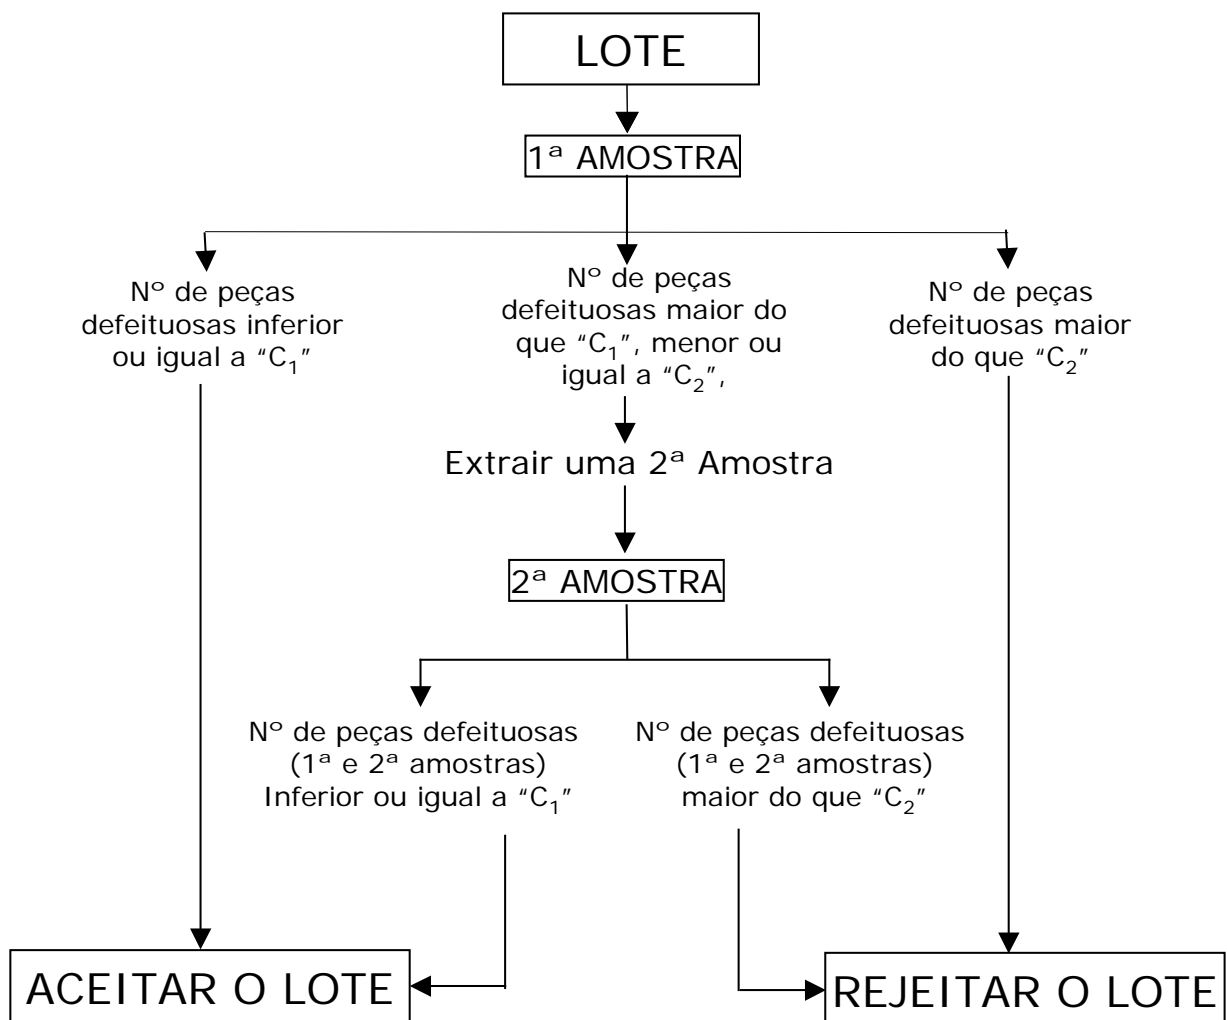 LOTE
1ª AMOSTRA
Nº de peças
defeituosas inferior
ou igual a “C1”
Nº de peças
defeituosas maior do
que “C1”, menor ou
igual a “C2”,
Nº de peças
defeituosas maior
do que “C2”
Extrair uma 2ª Amostra
2ª AMOSTRA
Nº de peças defeituosas
(1ª e 2ª amostras)
Inferior ou igual a “C1”
Nº de peças defeituosas
(1ª e 2ª amostras)
maior do que “C2”
ACEITAR O LOTE
REJEITAR O LOTE